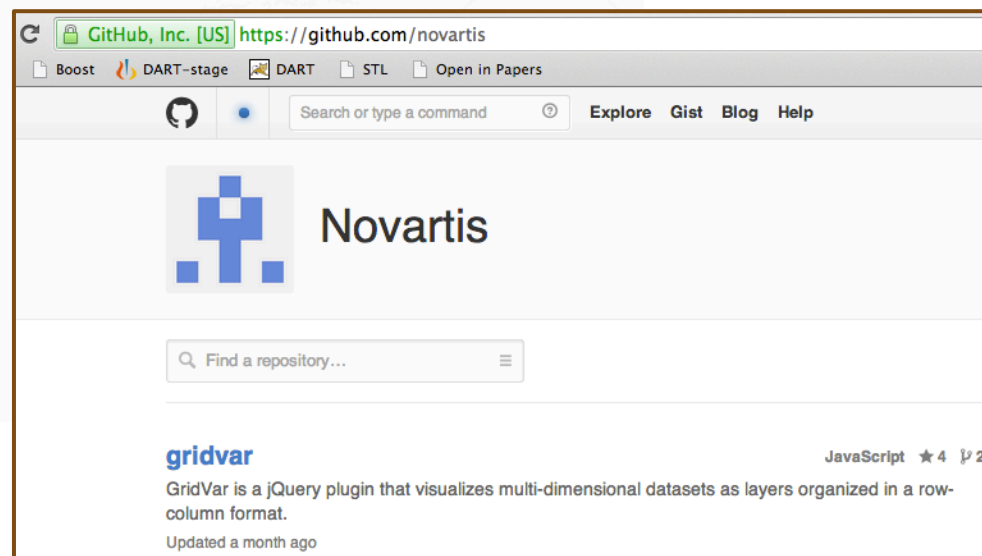 GitHub, Inc. [US] https://github.com/novartis
Boost DART-stage DART STL Open in Papers
Search or type a command Explore Gist Blog Help
Novartis
Find a repository...
gridvar JavaScript 4 2
GridVar is a jQuery plugin that visualizes multi-dimensional datasets as layers organized in a row-
column format.
Updated a month ago